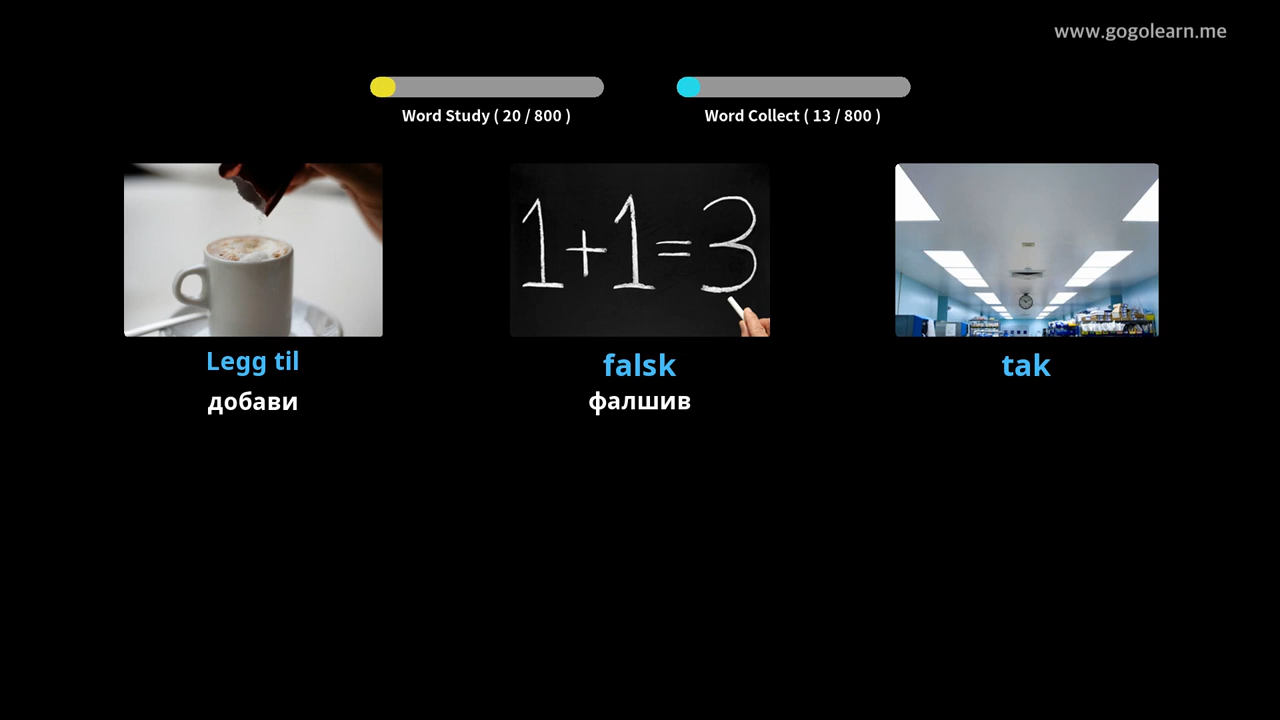 www.gogolearn.me
Word Study ( 20 / 800 )
Word Collect ( 13 / 800 )
1+1=3
Legg til
falsk
tak
добави
фалшив